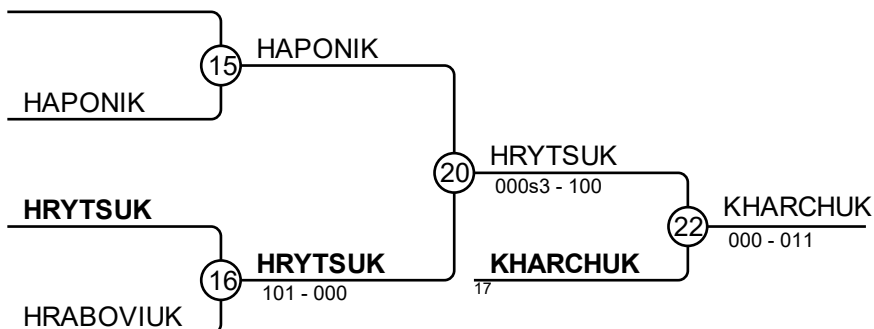 15
HAPONIK
HAPONIK
20
HRYTSUK
000s3 - 100
HRYTSUK
22
KHARCHUK
000 - 011
16
HRYTSUK
101 - 000
KHARCHUK
17
HRABOVIUK